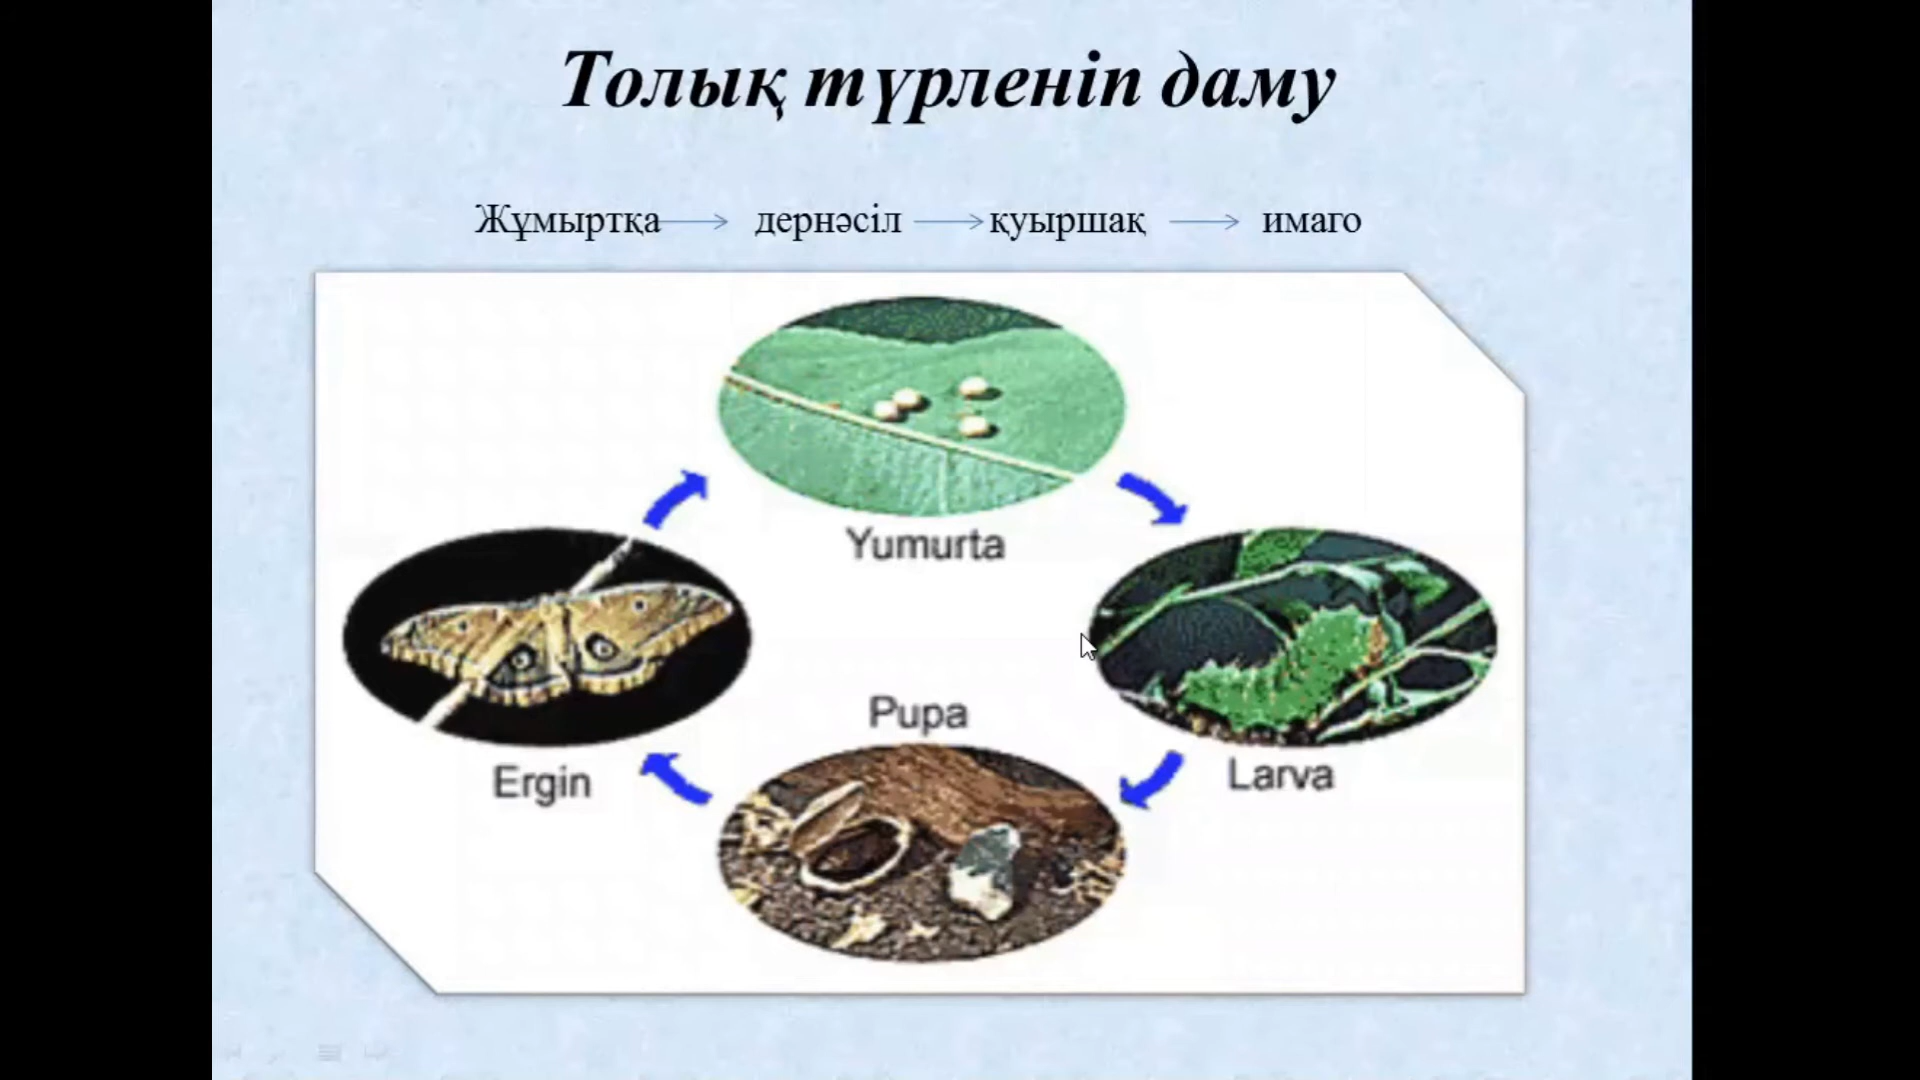 Толық түрленіп даму
Жұмыртқа дернәсіл қуыршақ имаго
Yumurta
Pupa
Ergin
Larva